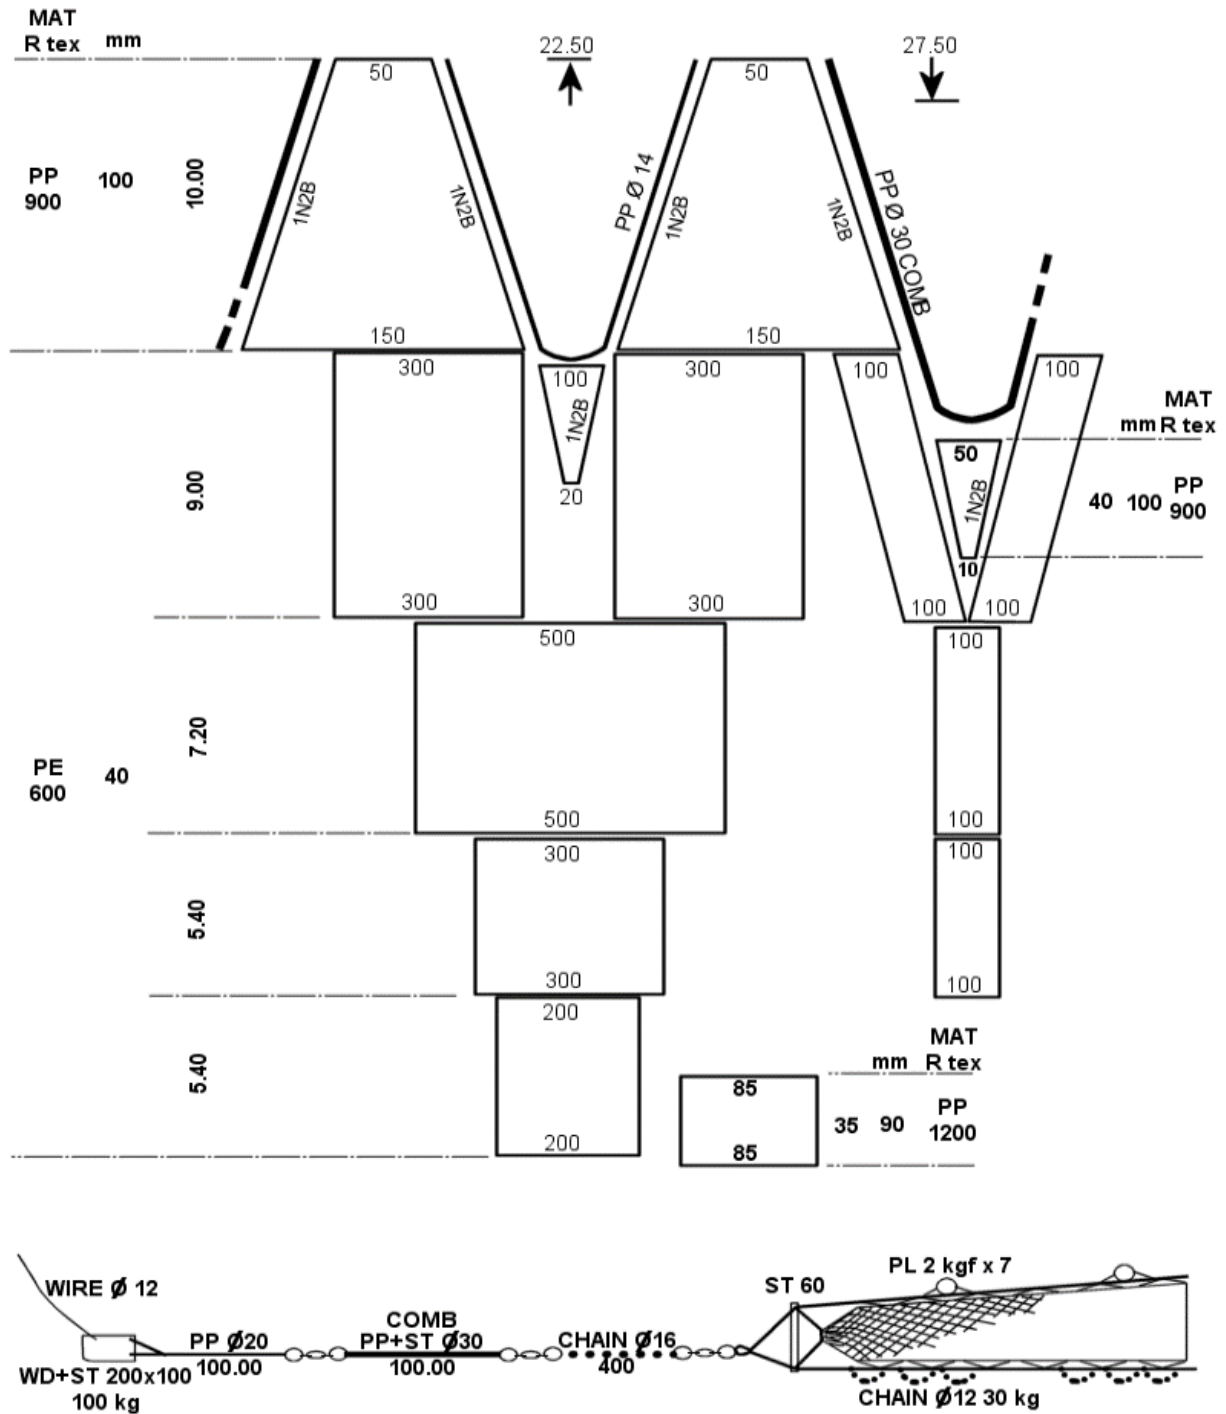 MAT
R tex mm
22.50
27.50
50
50
PP
900
100
10.00
1N2B
1N2B
PP Ø 14
1N2B
1N2B
PP Ø 30 COMB
150
150
300
100
300
100
100
MAT
mm R tex
1N2B
50
9.00
20
1N2B
40 100 PP
900
10
300
300
100
100
500
100
PE
600
40
7.20
500
100
300
100
5.40
300
100
200
MAT
mm R tex
5.40
85
35 90 PP
1200
200
85
WIRE Ø 12
PL 2 kgf x 7
ST 60
PP Ø20
100.00
COMB
PP+ST Ø30
100.00
CHAIN Ø16
400
WD+ST 200x100
100 kg
CHAIN Ø12 30 kg